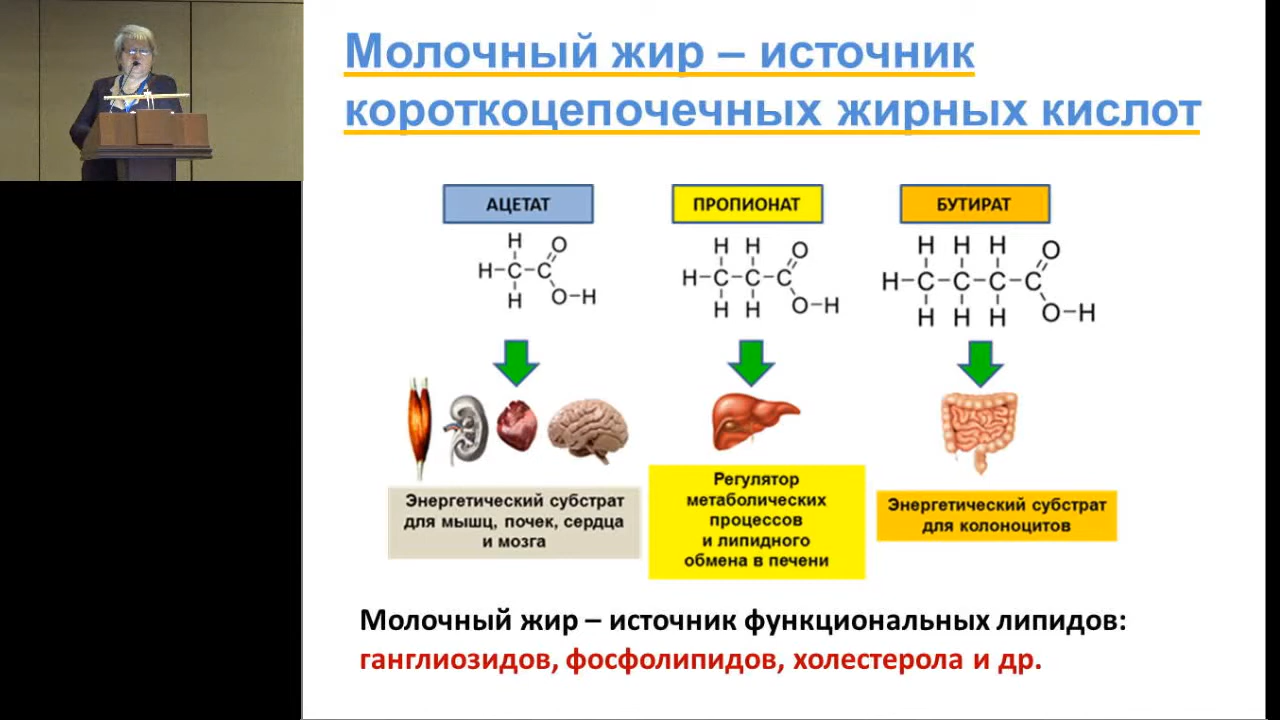 Молочный жир – источник
короткоцепочечных жирных кислот
АЦЕТАТ
ПРОПИОНАТ
БУТИРАТ
H
O
H–C–C
H
O–H
H H
O
H–C–C–C
H H
O–H
H H H
O
H–C–C–C–C
H H H
O–H
Энергетический субстрат
для мышц, почек, сердца
и мозга
Регулятор
метаболических
процессов
и липидного
обмена в печени
Энергетический субстрат
для колоноцитов
Молочный жир – источник функциональных липидов:
ганглиозидов, фосфолипидов, холестерола и др.